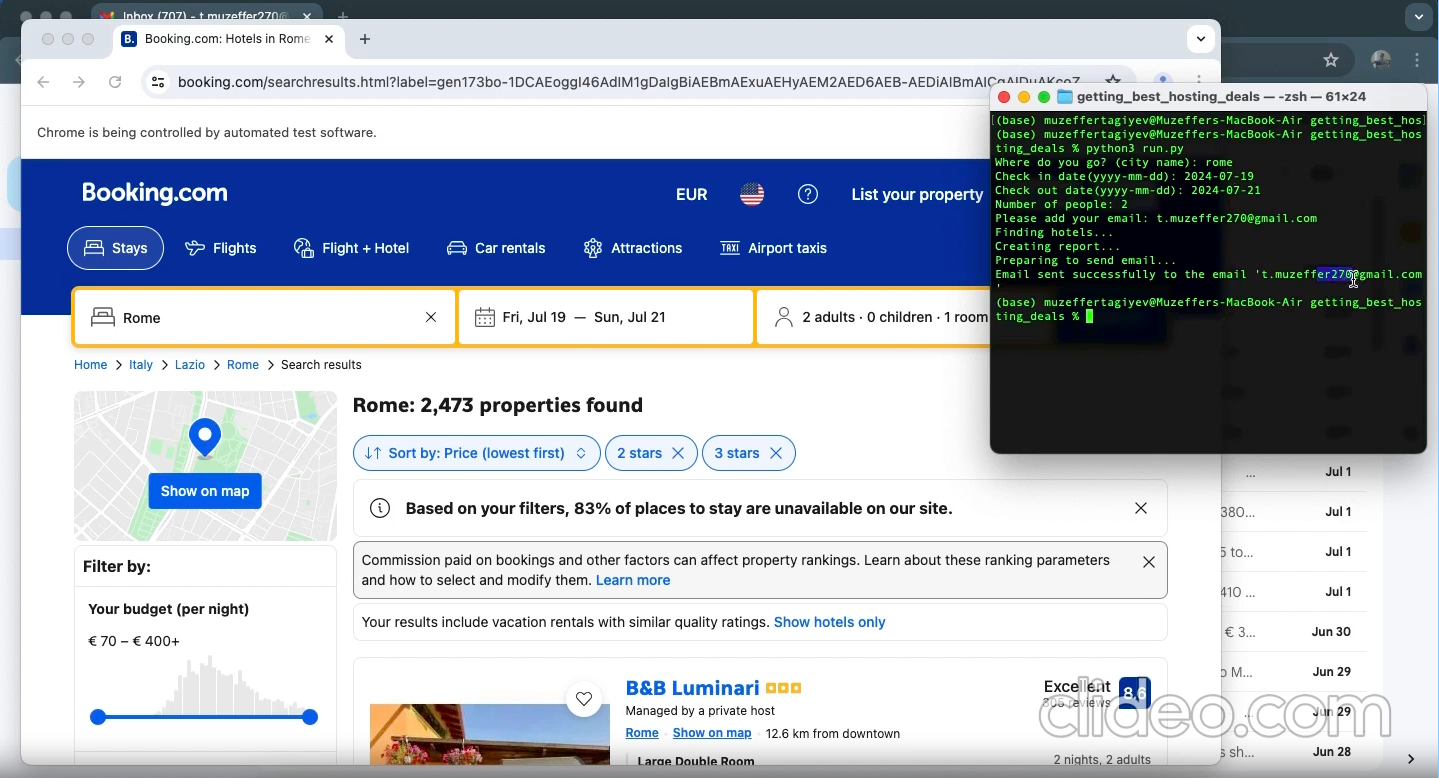 Inbox (707) - t.muzeffer270@
Booking.com: Hotels in Rome
booking.com/searchresults.html?label=gen173bo-1DCAEoggI46AdIM1gDalgBiAEBmAExuAEHyAEM2AED6AEB-AEDiAIBmAICqAIDuAKcoZ
Chrome is being controlled by automated test software.
Booking.com
EUR
List your property
Stays
Flights
Flight + Hotel
Car rentals
Attractions
TAXI
Airport taxis
Rome
Fri, Jul 19 — Sun, Jul 21
2 adults · 0 children · 1 room
Home > Italy > Lazio > Rome > Search results
Show on map
Rome: 2,473 properties found
Sort by: Price (lowest first)
2 stars
3 stars
Based on your filters, 83% of places to stay are unavailable on our site.
Commission paid on bookings and other factors can affect property rankings. Learn about these ranking parameters
and how to select and modify them. Learn more
Your results include vacation rentals with similar quality ratings. Show hotels only
Filter by:
Your budget (per night)
€ 70 – € 400+
B&B Luminari
Managed by a private host
Rome
Show on map
12.6 km from downtown
Large Double Room
Excellent
305 reviews
8.6
2 nights, 2 adults
getting_best_hosting_deals — -zsh — 61×24
[(base) muzeffertagiyev@Muzeffers-MacBook-Air getting_best_hos]
(base) muzeffertagiyev@Muzeffers-MacBook-Air getting_best_hos
ting_deals % python3 run.py
Where do you go? (city name): rome
Check in date(yyyy-mm-dd): 2024-07-19
Check out date(yyyy-mm-dd): 2024-07-21
Number of people: 2
Please add your email: t.muzeffer270@gmail.com
Finding hotels...
Creating report...
Preparing to send email...
Email sent successfully to the email 't.muzeffer270@gmail.com
'
(base) muzeffertagiyev@Muzeffers-MacBook-Air getting_best_hos
ting_deals %
... Jul 1
380... Jul 1
5 to... Jul 1
410 ... Jul 1
€ 3... Jun 30
o M... Jun 29
... Jun 29
s sh... Jun 28
clideo.com